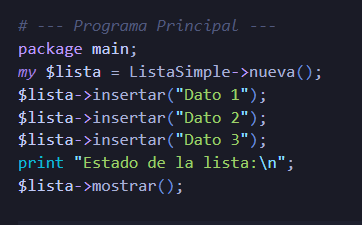 # --- Programa Principal ---
package main;
my $lista = ListaSimple->nueva();
$lista->insertar("Dato 1");
$lista->insertar("Dato 2");
$lista->insertar("Dato 3");
print "Estado de la lista:\n";
$lista->mostrar();